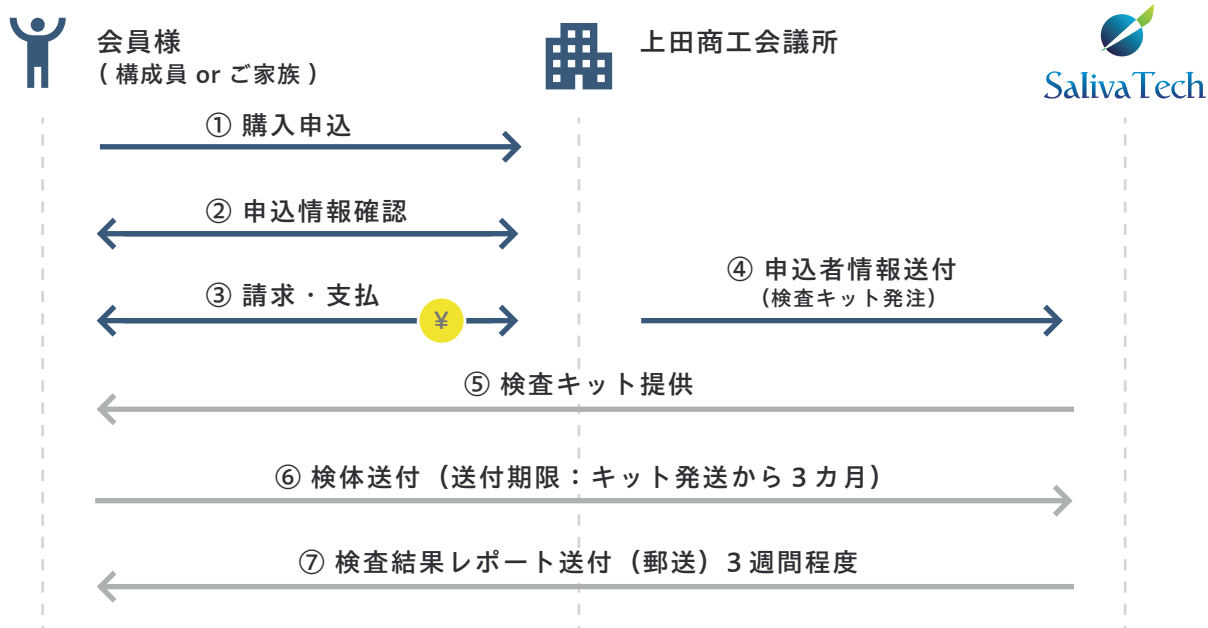 会員様
(構成員 or ご家族)
上田商工会議所
SalivaTech
① 購入申込
② 申込情報確認
③ 請求・支払
¥
④ 申込者情報送付
(検査キット発注)
⑤ 検査キット提供
⑥ 検体送付(送付期限:キット発送から3カ月)
⑦ 検査結果レポート送付(郵送)3週間程度